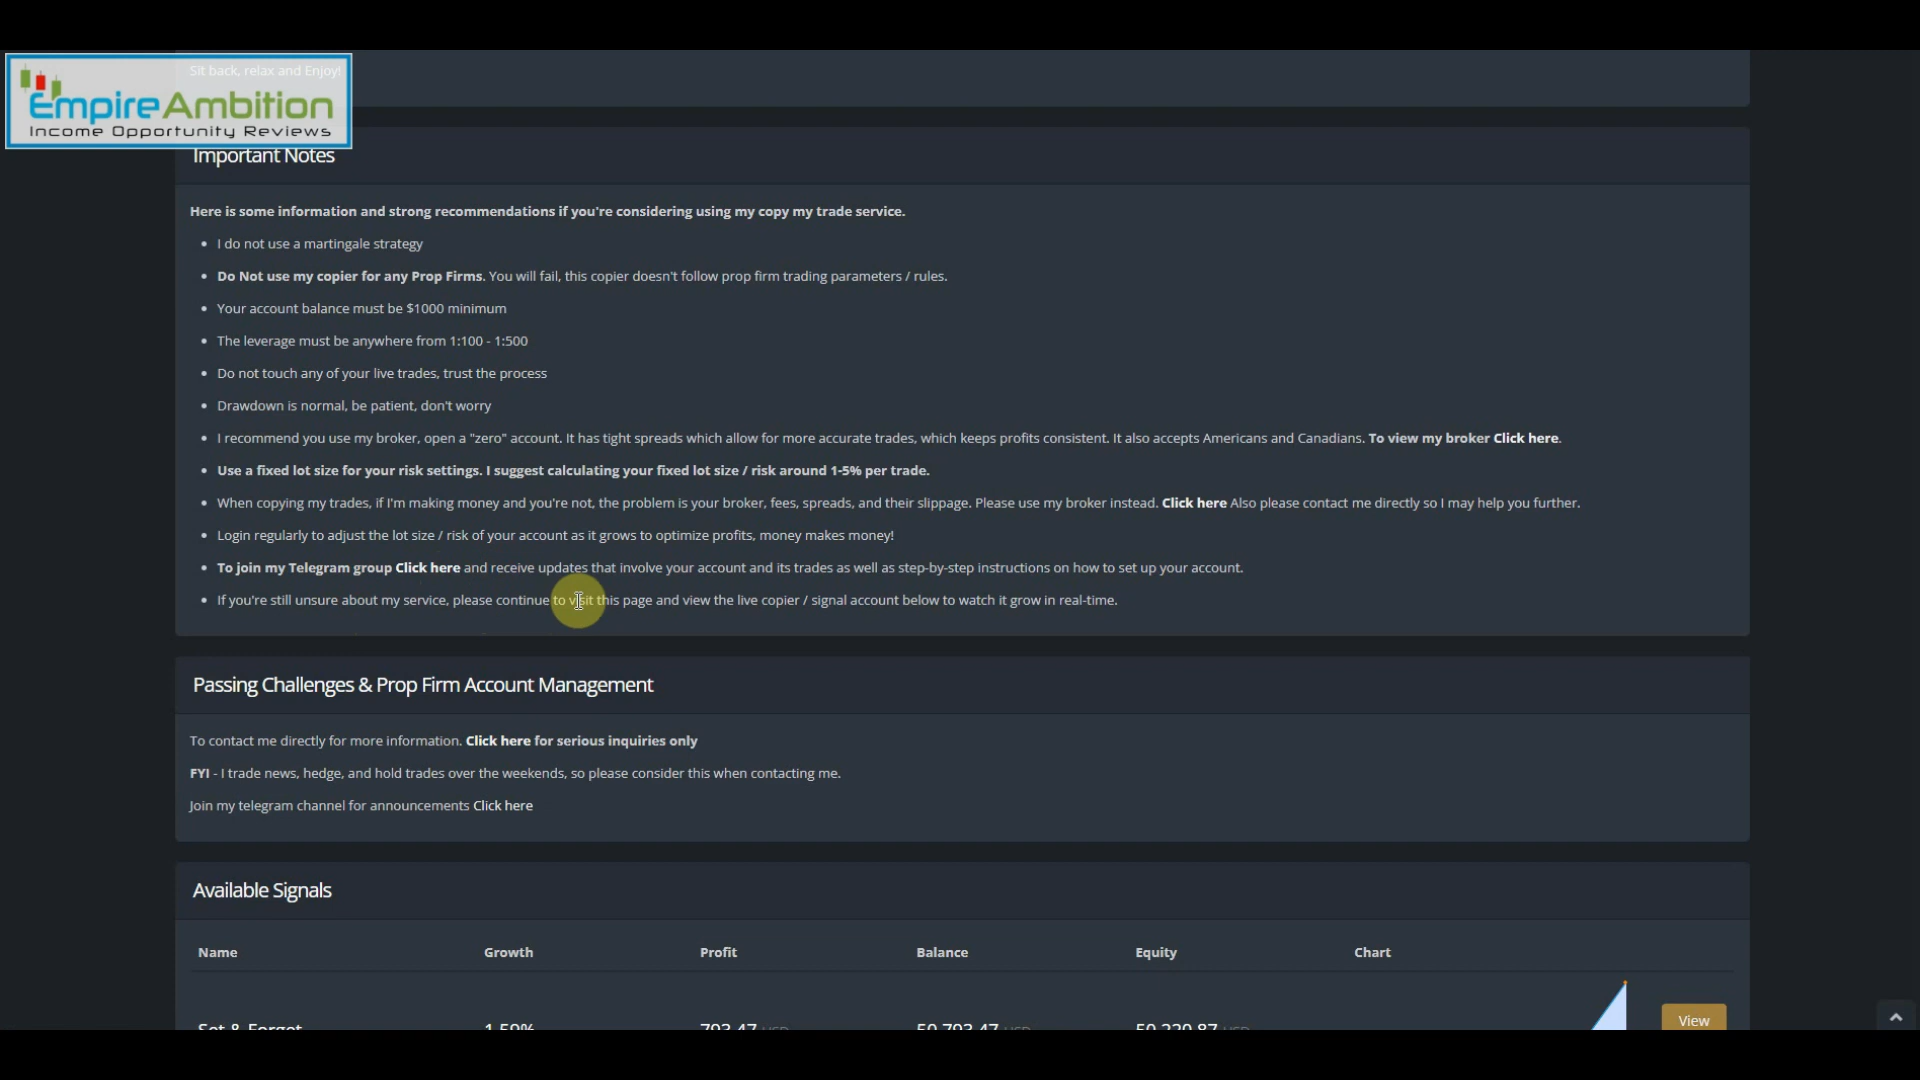 Sit back, relax and Enjoy!
EmpireAmbition
Income Opportunity Reviews
Important Notes
Here is some information and strong recommendations if you're considering using my copy my trade service.
I do not use a martingale strategy
Do Not use my copier for any Prop Firms. You will fail, this copier doesn't follow prop firm trading parameters / rules.
Your account balance must be $1000 minimum
The leverage must be anywhere from 1:100 - 1:500
Do not touch any of your live trades, trust the process
Drawdown is normal, be patient, don't worry
I recommend you use my broker, open a "zero" account. It has tight spreads which allow for more accurate trades, which keeps profits consistent. It also accepts Americans and Canadians. To view my broker Click here.
Use a fixed lot size for your risk settings. I suggest calculating your fixed lot size / risk around 1-5% per trade.
When copying my trades, if I'm making money and you're not, the problem is your broker, fees, spreads, and their slippage. Please use my broker instead. Click here Also please contact me directly so I may help you further.
Login regularly to adjust the lot size / risk of your account as it grows to optimize profits, money makes money!
To join my Telegram group Click here and receive updates that involve your account and its trades as well as step-by-step instructions on how to set up your account.
If you're still unsure about my service, please continue to visit this page and view the live copier / signal account below to watch it grow in real-time.
Passing Challenges & Prop Firm Account Management
To contact me directly for more information. Click here for serious inquiries only
FYI - I trade news, hedge, and hold trades over the weekends, so please consider this when contacting me.
Join my telegram channel for announcements Click here
Available Signals
Name Growth Profit Balance Equity Chart
Set & Forget 1.59% 793.47 USD 50,793.47 USD 50,220.87 USD View